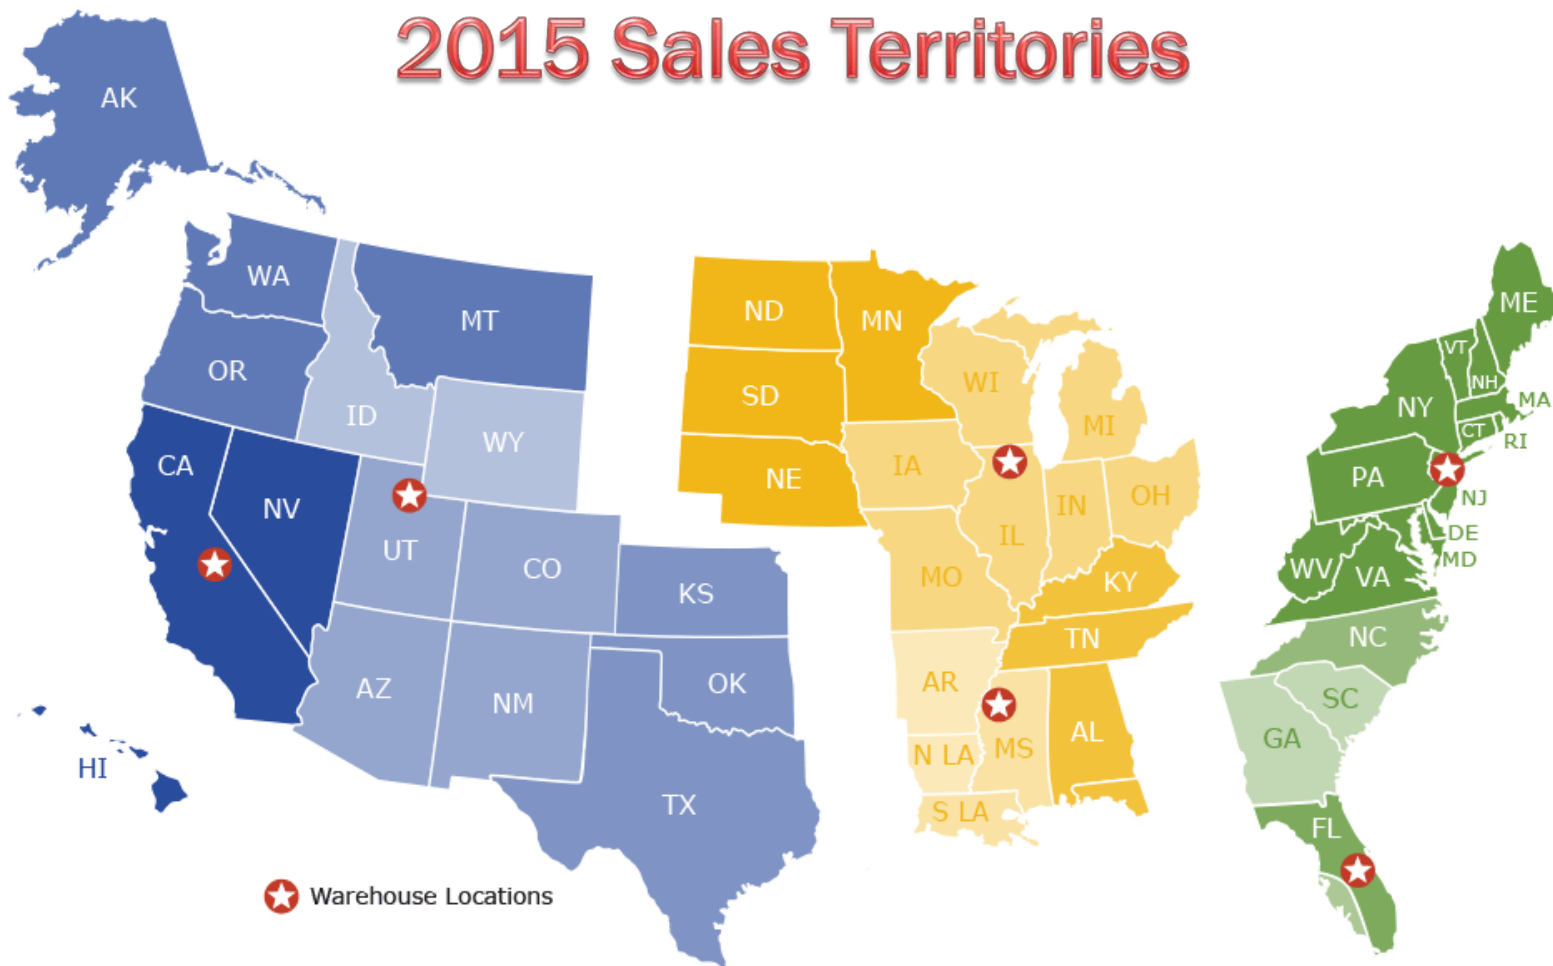 2015 Sales Territories
AK
WA
MT
OR
ID
WY
CA
NV
UT
CO
KS
AZ
NM
OK
TX
HI
ND
MN
SD
WI
MI
NE
IA
IL
IN
OH
MO
KY
TN
AR
MS
AL
N LA
S LA
ME
VT
NH
NY
MA
CT
RI
PA
NJ
DE
MD
WV
VA
NC
SC
GA
FL
Warehouse Locations